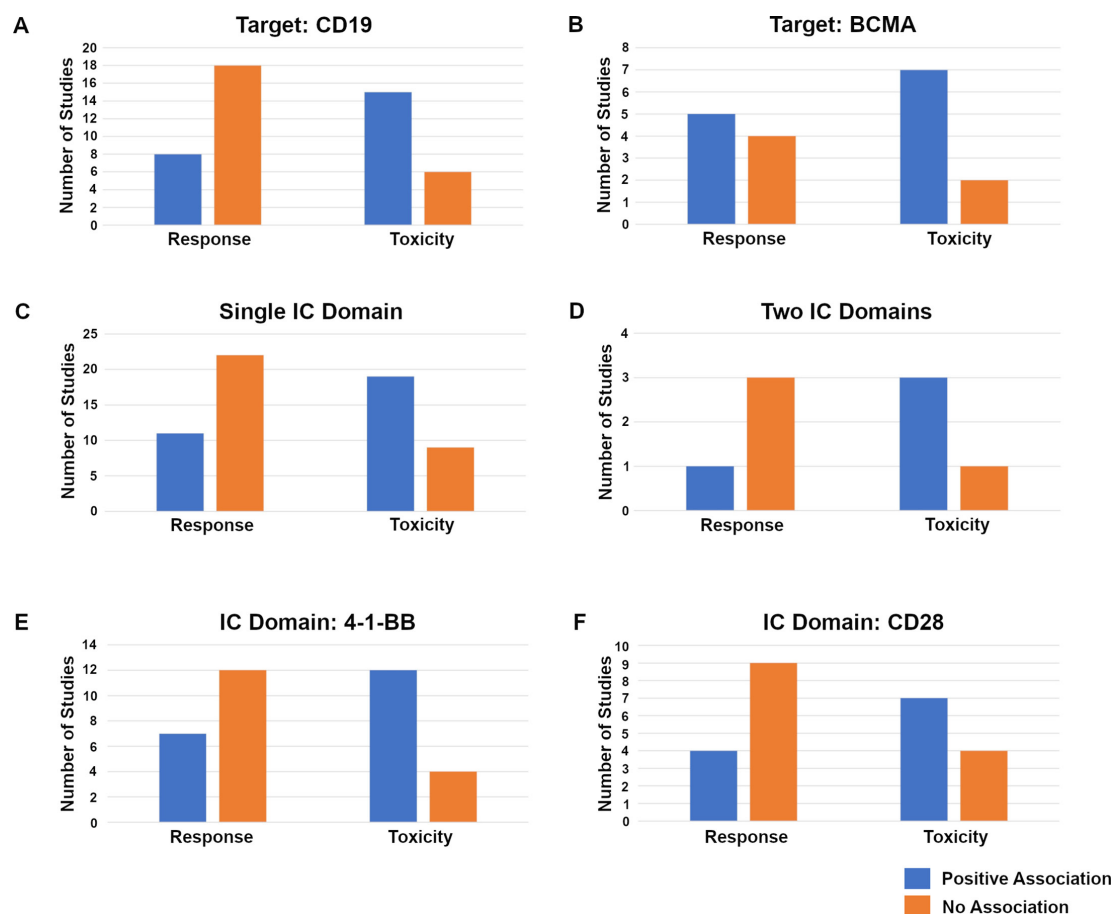 A
Target: CD19
Number of Studies
20
18
16
14
12
10
8
6
4
2
0
Response
Toxicity
B
Target: BCMA
Number of Studies
8
7
6
5
4
3
2
1
0
Response
Toxicity
C
Single IC Domain
Number of Studies
25
20
15
10
5
0
Response
Toxicity
D
Two IC Domains
Number of Studies
4
3
2
1
0
Response
Toxicity
E
IC Domain: 4-1-BB
Number of Studies
14
12
10
8
6
4
2
0
Response
Toxicity
F
IC Domain: CD28
Number of Studies
10
9
8
7
6
5
4
3
2
1
0
Response
Toxicity
Positive Association
No Association